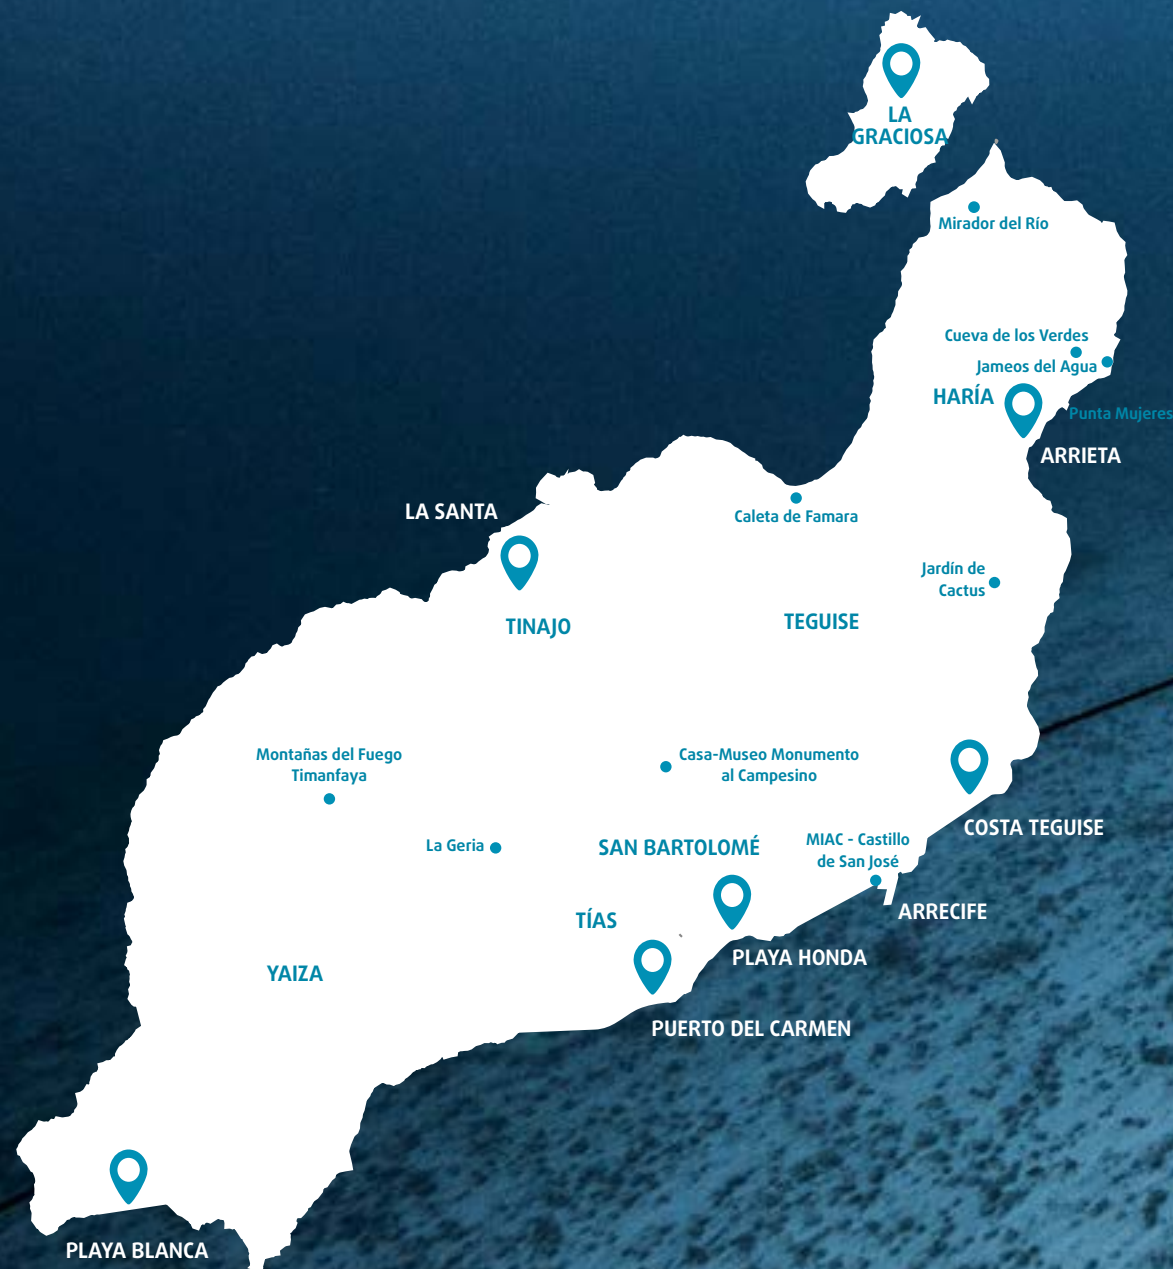 LA
GRACIOSA
Mirador del Río
Cueva de los Verdes
Jameos del Agua
HARÍA
Punta Mujeres
ARRIETA
LA SANTA
Caleta de Famara
Jardín de
Cactus
TINAJO
TEGUISE
Montañas del Fuego
Timanfaya
Casa-Museo Monumento
al Campesino
La Geria
SAN BARTOLOMÉ
MIAC - Castillo
de San José
COSTA TEGUISE
ARRECIFE
TÍAS
PLAYA HONDA
YAIZA
PUERTO DEL CARMEN
PLAYA BLANCA